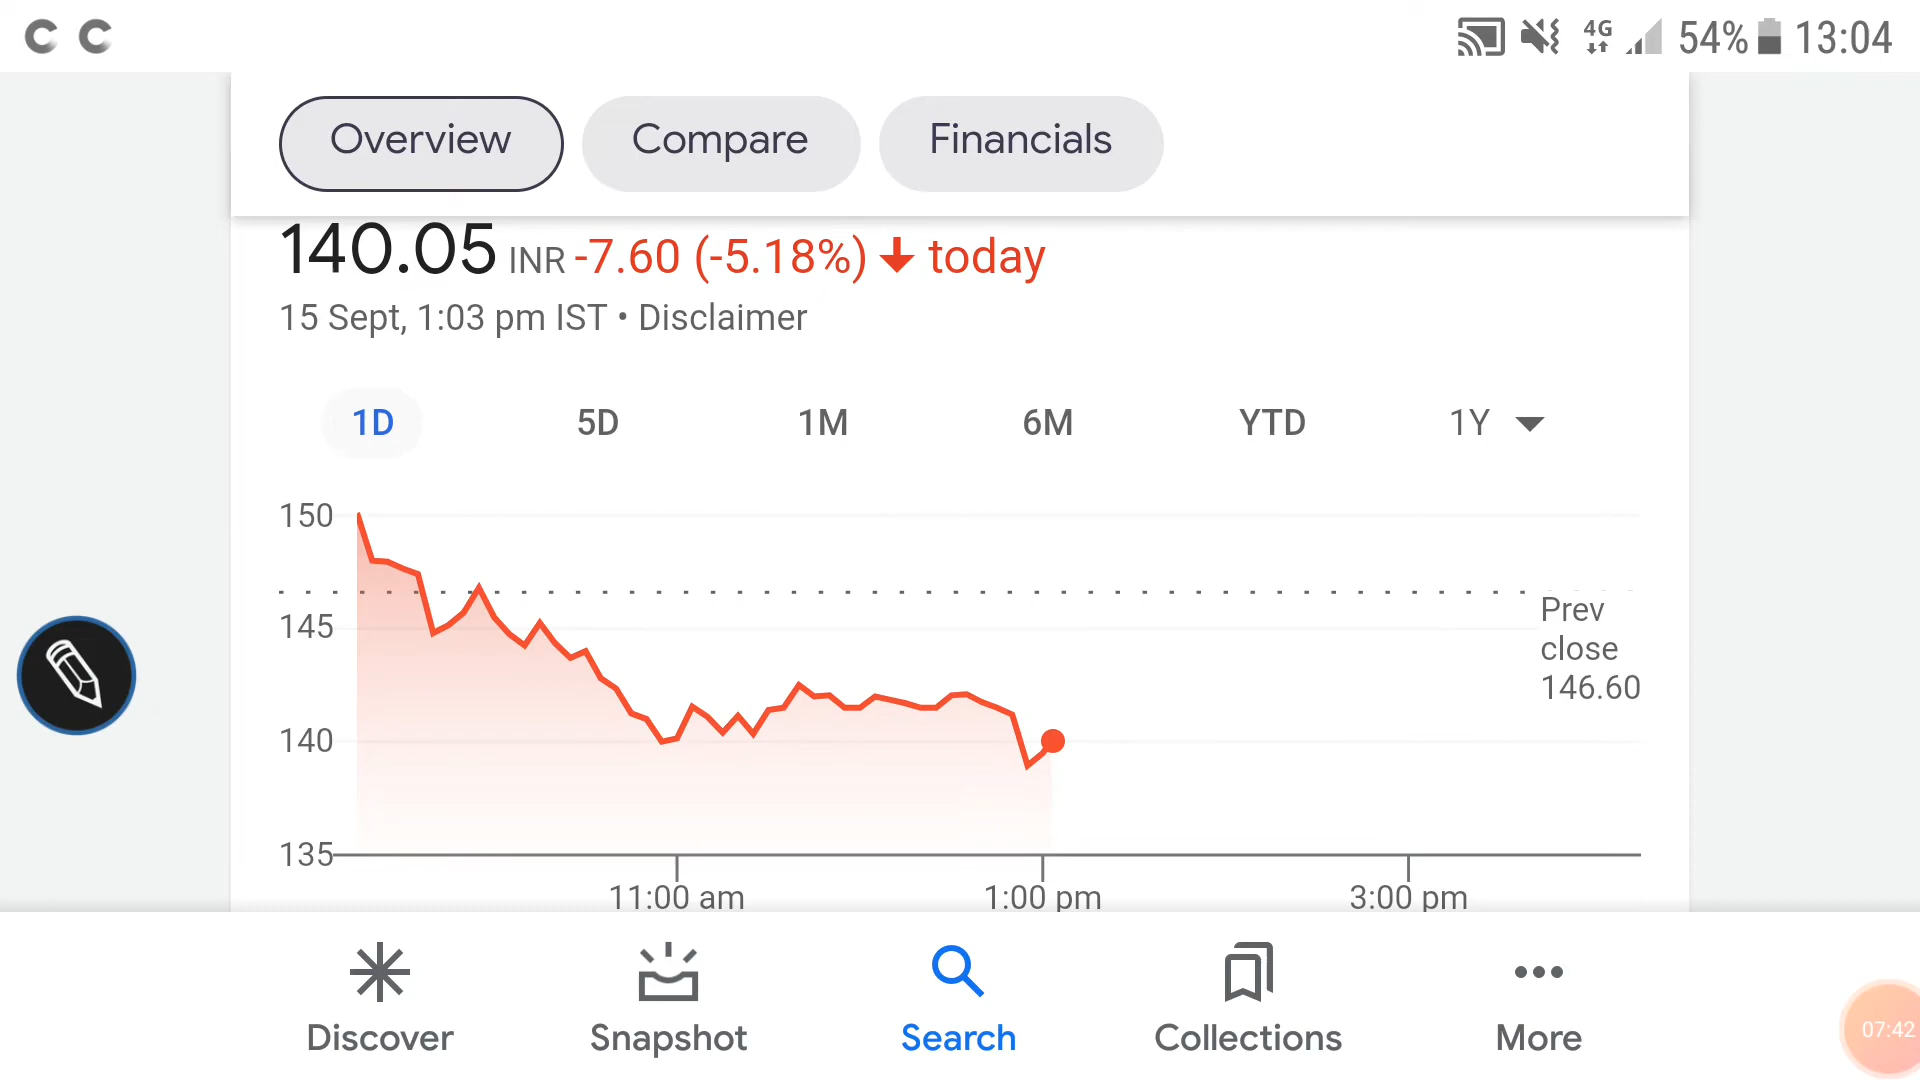 4G 54% 13:04
Overview Compare Financials
140.05 INR -7.60 (-5.18%) today
15 Sept, 1:03 pm IST • Disclaimer
1D 5D 1M 6M YTD 1Y
150
145
140
135
Prev
close
146.60
11:00 am 1:00 pm 3:00 pm
Discover Snapshot Search Collections More
07:42